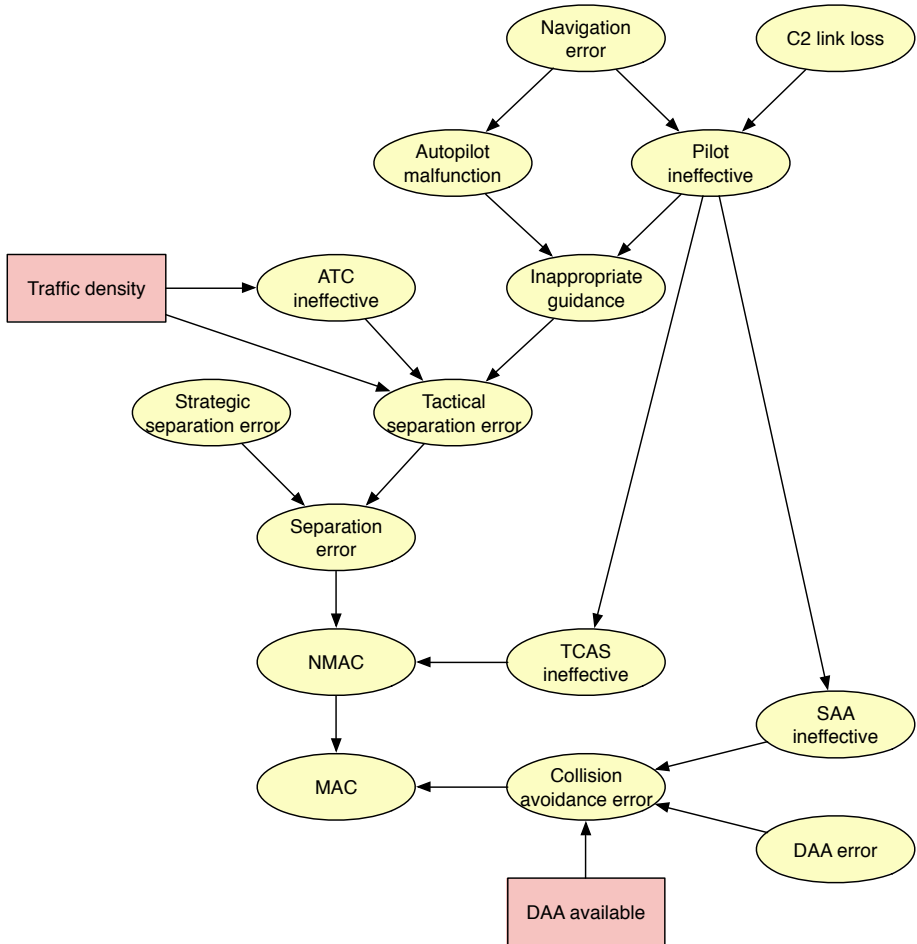 Navigation
error
C2 link loss
Autopilot
malfunction
Pilot
ineffective
Traffic density
ATC
ineffective
Inappropriate
guidance
Strategic
separation error
Tactical
separation error
Separation
error
NMAC
TCAS
ineffective
SAA
ineffective
MAC
Collision
avoidance error
DAA error
DAA available